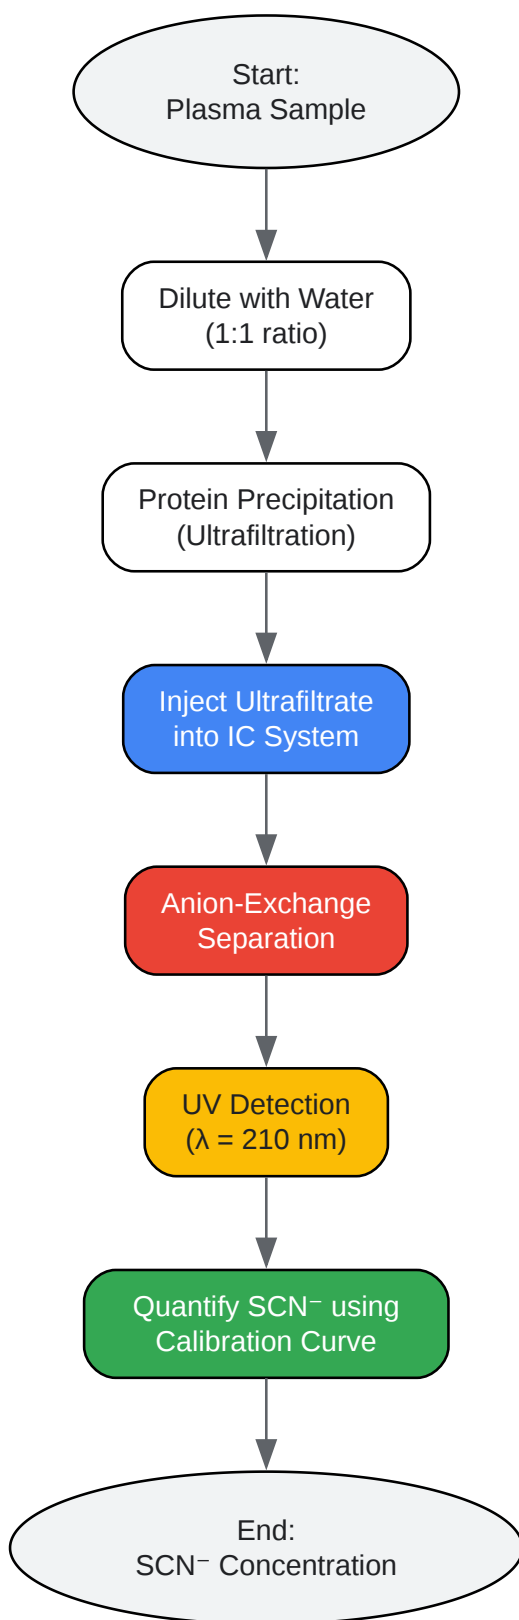 Start:
Plasma Sample
Dilute with Water
(1:1 ratio)
Protein Precipitation
(Ultrafiltration)
Inject Ultrafiltrate
into IC System
Anion-Exchange
Separation
UV Detection
(λ = 210 nm)
Quantify SCN⁻ using
Calibration Curve
End:
SCN⁻ Concentration